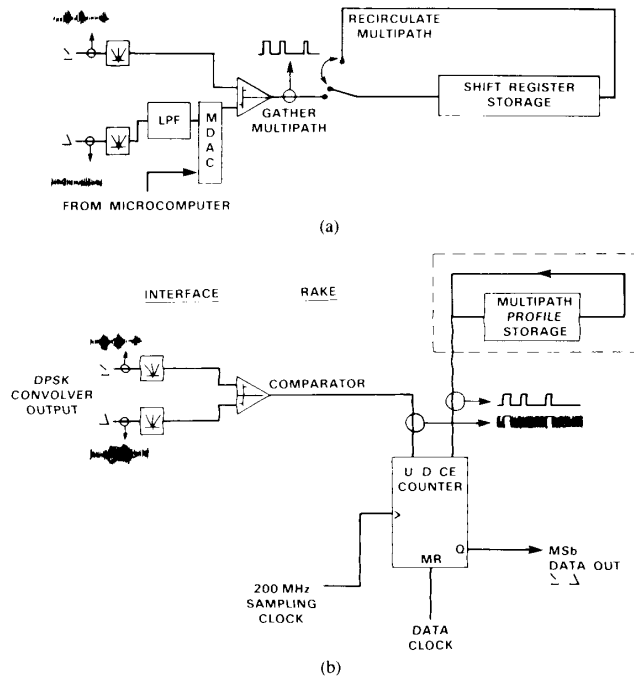 RECIRCULATE
MULTIPATH
Σ
SHIFT REGISTER
STORAGE
GATHER
MULTIPATH
LPF
M
D
A
C
Δ
FROM MICROCOMPUTER
(a)
INTERFACE
RAKE
MULTIPATH
PROFILE
STORAGE
DPSK
CONVOLVER
OUTPUT
Σ
Δ
COMPARATOR
U D CE
COUNTER
Q
MR
MSb
DATA OUT
Σ Δ
200 MHz
SAMPLING
CLOCK
DATA
CLOCK
(b)